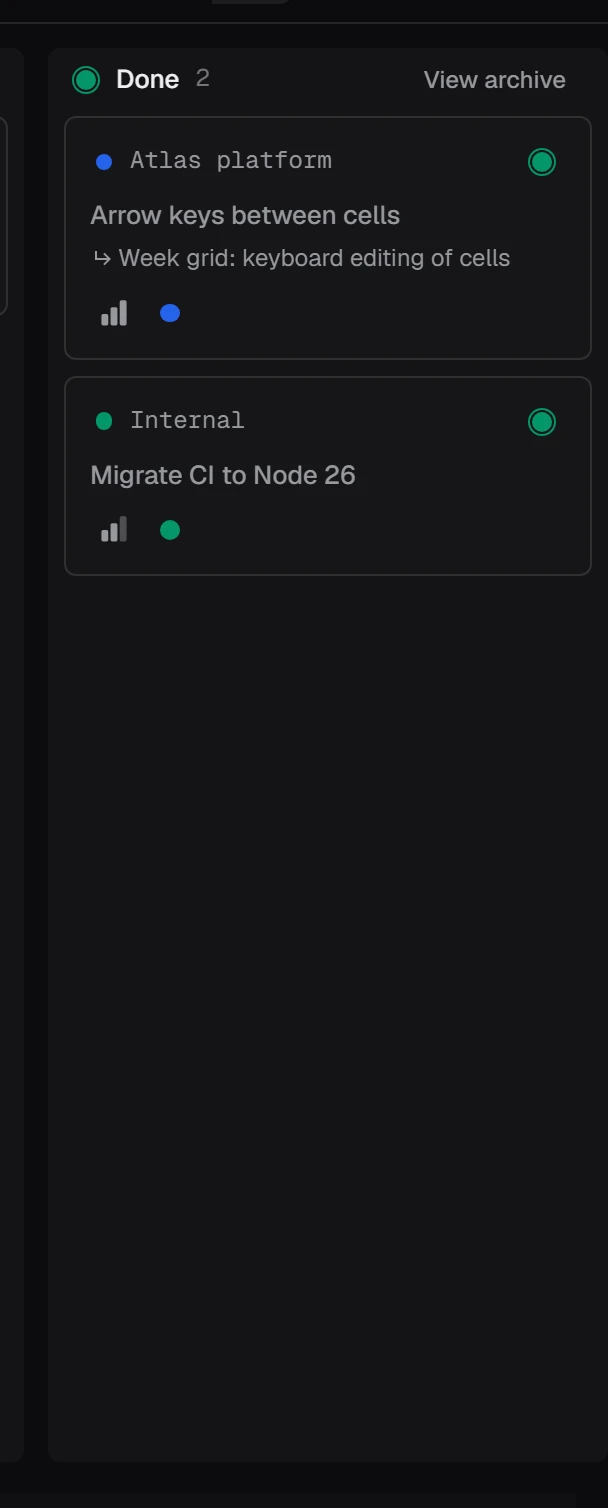 Done 2 View archive
Atlas platform
Arrow keys between cells
↳ Week grid: keyboard editing of cells
Internal
Migrate CI to Node 26